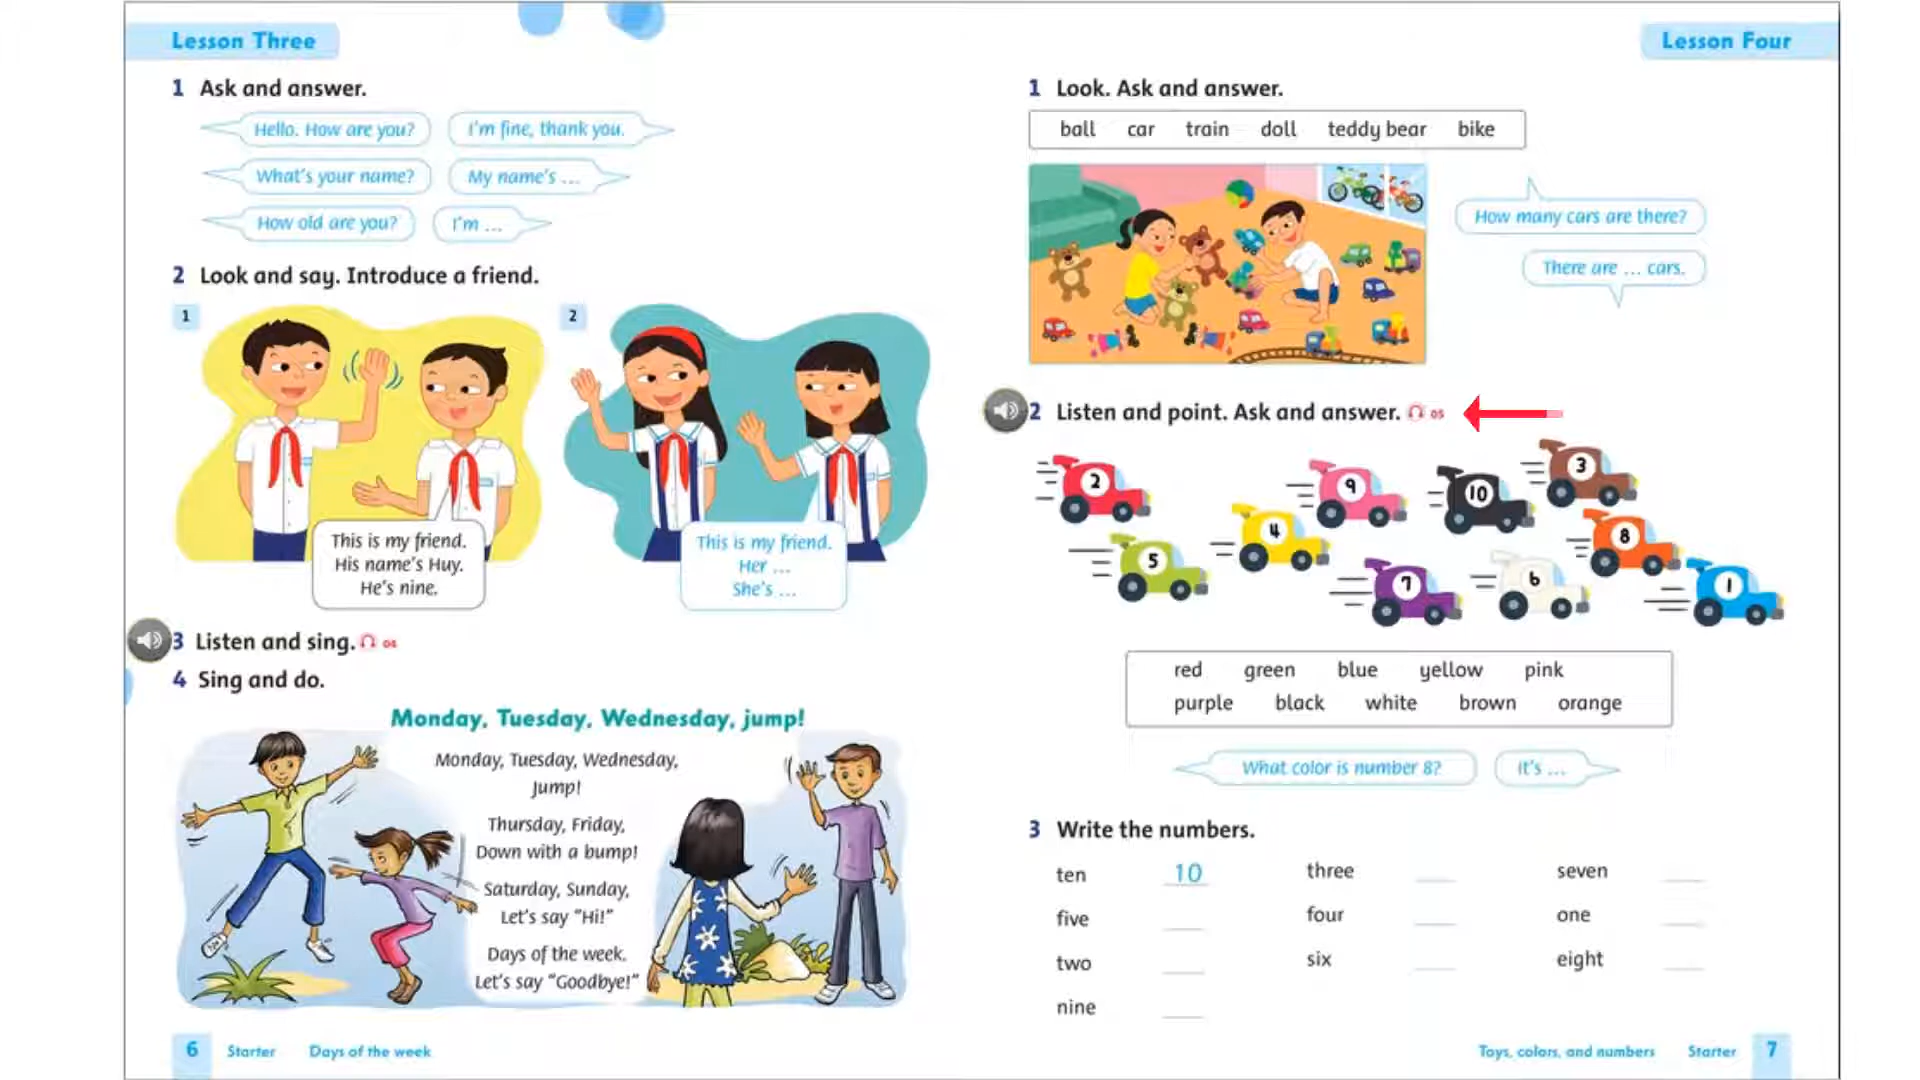 Lesson Three
1 Ask and answer.
Hello. How are you? I'm fine, thank you.
What's your name? My name's ...
How old are you? I'm ...
2 Look and say. Introduce a friend.
1
This is my friend.
His name's Huy.
He's nine.
2
This is my friend.
Her ...
She's ...
3 Listen and sing. 04
4 Sing and do.
Monday, Tuesday, Wednesday, jump!
Monday, Tuesday, Wednesday,
Jump!
Thursday, Friday,
Down with a bump!
Saturday, Sunday,
Let's say "Hi!"
Days of the week.
Let's say "Goodbye!"
6 Starter Days of the week
Lesson Four
1 Look. Ask and answer.
ball car train doll teddy bear bike
How many cars are there?
There are ... cars.
2 Listen and point. Ask and answer. 05
2 9 10 3
5 4 7 6 8 1
red green blue yellow pink
purple black white brown orange
What color is number 8? It's ...
3 Write the numbers.
ten 10 three seven
five four one
two six eight
nine
Toys, colors, and numbers Starter 7